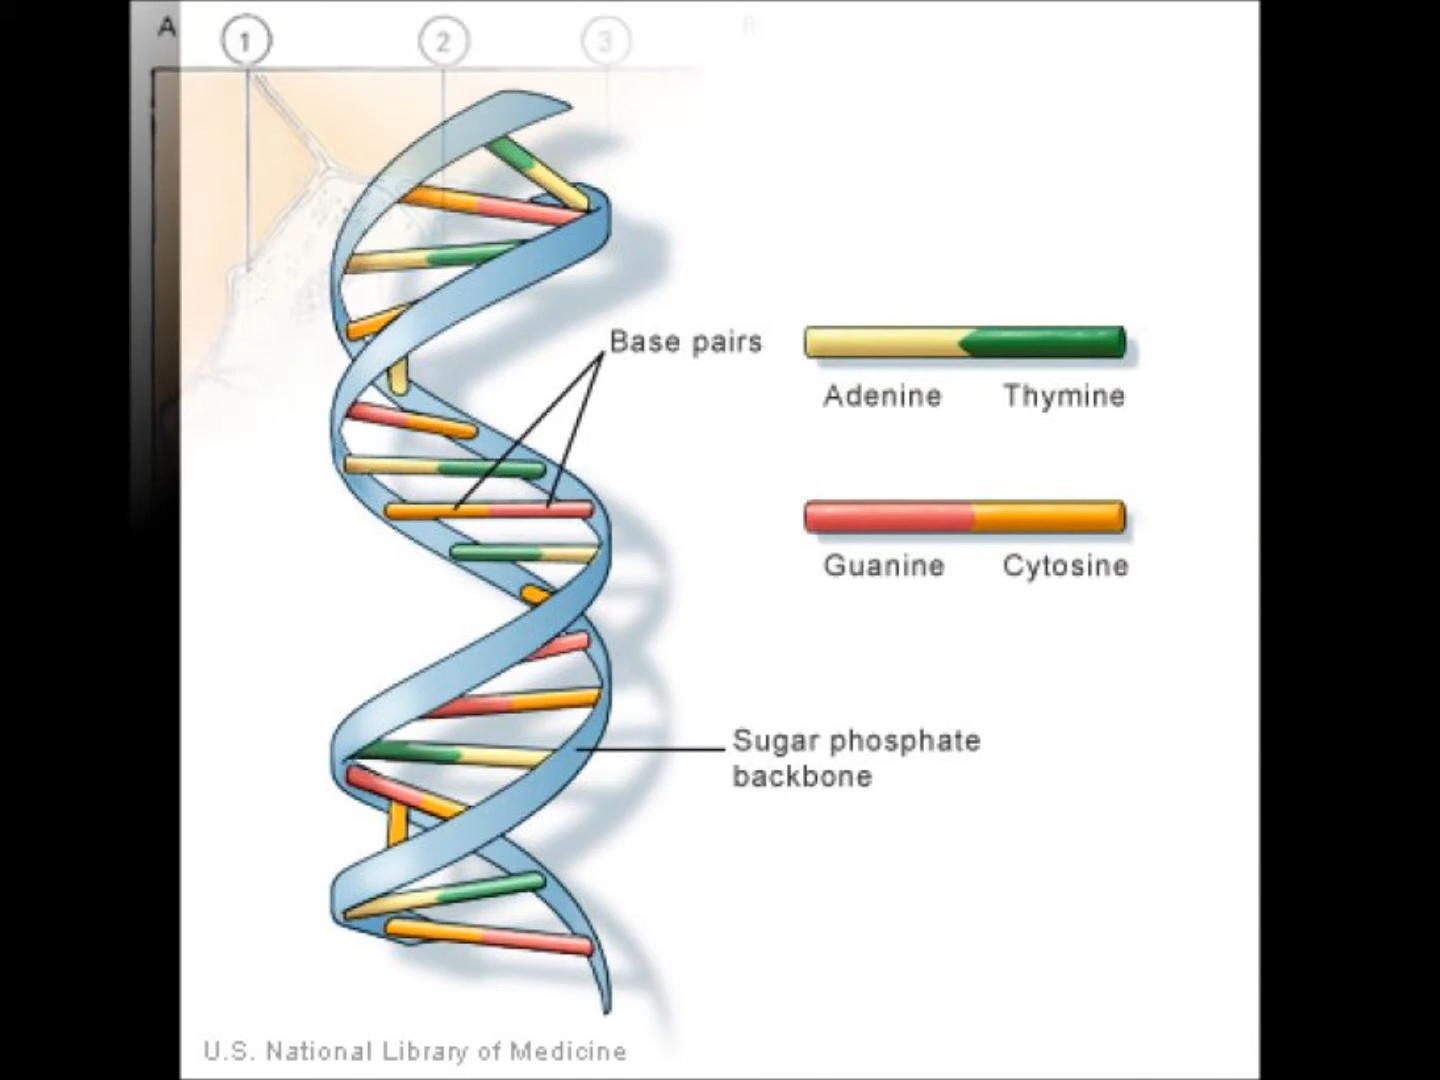 A
1
2
3
Base pairs
Adenine
Thymine
Guanine
Cytosine
Sugar phosphate
backbone
U.S. National Library of Medicine